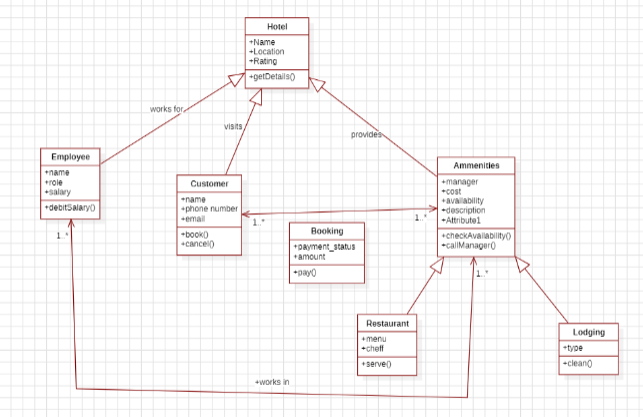 Hotel
+Name
+Location
+Rating
+getDetails()
works for
visits
provides
Employee
+name
+role
+salary
+debitSalary()
1..*
Customer
+name
+phone number
+email
+book()
+cancel()
1..*
1..*
Ammenities
+manager
+cost
+availability
+description
+Attribute1
+checkAvailability()
+callManager()
1..*
Booking
+payment_status
+amount
+pay()
Restaurant
+menu
+cheff
+serve()
Lodging
+type
+clean()
+works in